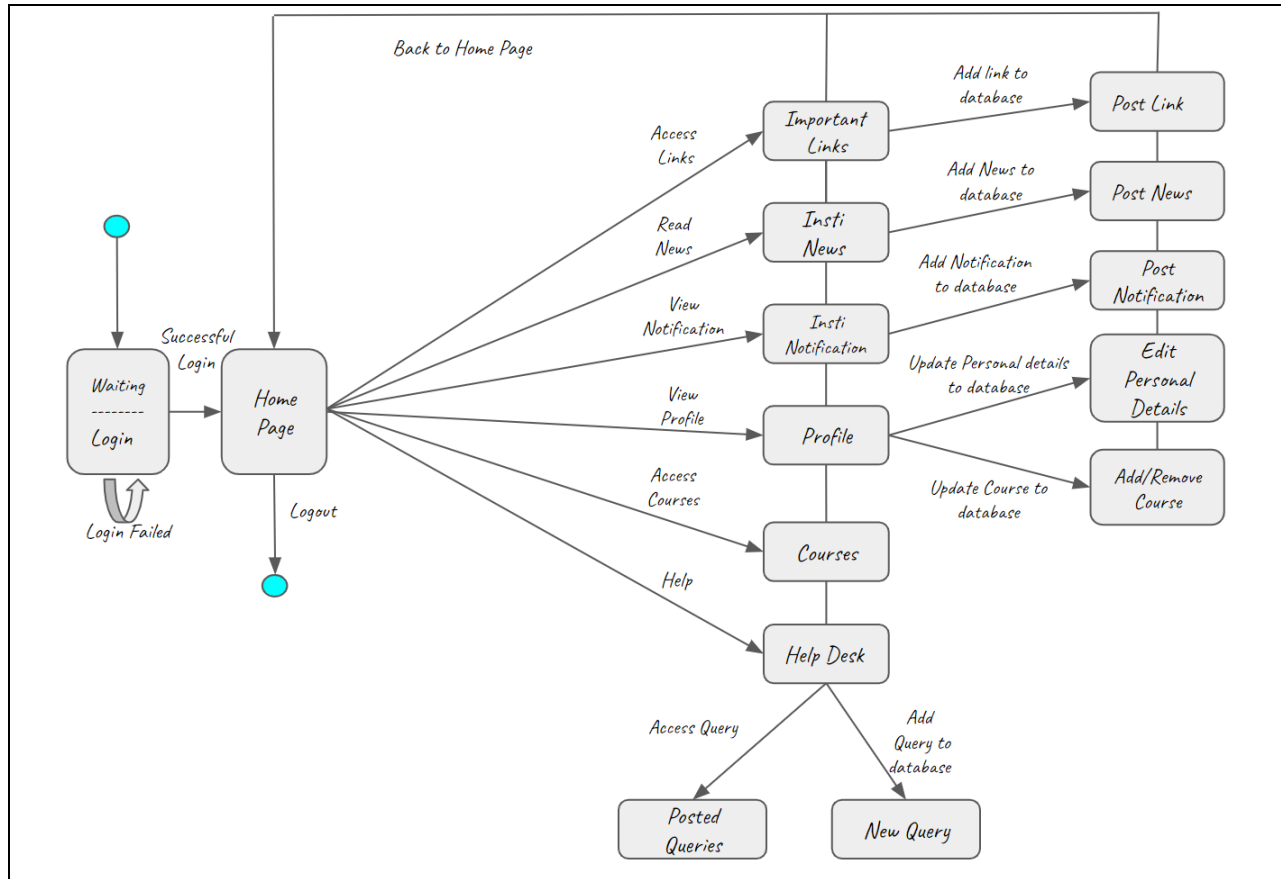 Back to Home Page
Add link to
database
Post Link
Important
Links
Access
Links
Add News to
database
Post News
Insti
News
Read
News
Add Notification
to database
Post
Notification
View
Notification
Insti
Notification
Successful
Login
Waiting
--------
Login
Home
Page
Update Personal details
to database
Edit
Personal
Details
View
Profile
Profile
Access
Courses
Update Course to
database
Add/Remove
Course
Login Failed
Logout
Courses
Help
Help Desk
Access Query
Add
Query to
database
Posted
Queries
New Query